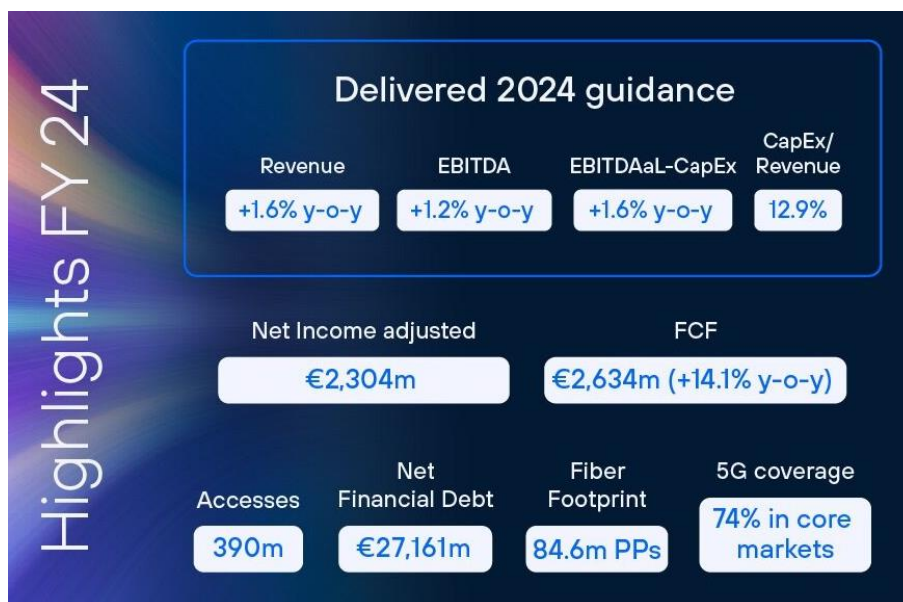 Highlights FY 24
Delivered 2024 guidance
Revenue
+1.6% y-o-y
EBITDA
+1.2% y-o-y
EBITDAaL-CapEx
+1.6% y-o-y
CapEx/
Revenue
12.9%
Net Income adjusted
€2,304m
FCF
€2,634m (+14.1% y-o-y)
Accesses
390m
Net
Financial Debt
€27,161m
Fiber
Footprint
84.6m PPs
5G coverage
74% in core
markets